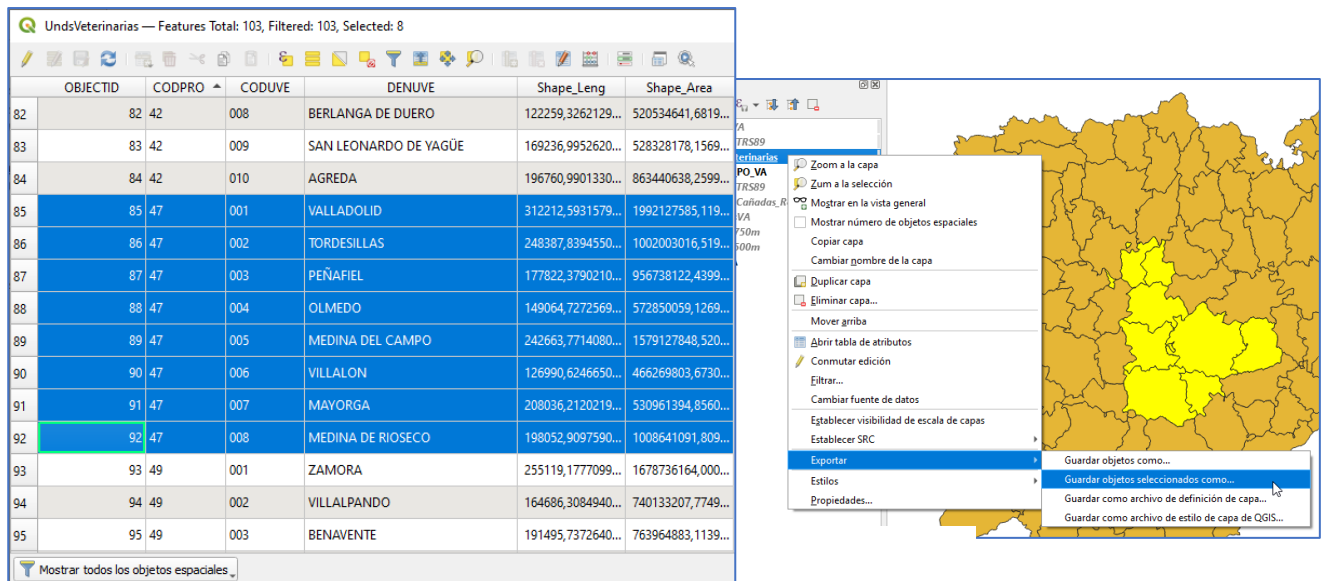 UndsVeterinarias — Features Total: 103, Filtered: 103, Selected: 8
OBJECTID CODPRO CODUVE DENUVE Shape_Leng Shape_Area
82 82 42 008 BERLANGA DE DUERO 122259,3262129... 520534641,6819...
83 83 42 009 SAN LEONARDO DE YAGÜE 169236,9952620... 528328178,1569...
84 84 42 010 AGREDA 196760,9901330... 863440638,2599...
85 85 47 001 VALLADOLID 312212,5931579... 1992127585,119...
86 86 47 002 TORDESILLAS 248387,8394550... 1002003016,519...
87 87 47 003 PEÑAFIEL 177822,3790210... 956738122,4399...
88 88 47 004 OLMEDO 149064,7272569... 572850059,1269...
89 89 47 005 MEDINA DEL CAMPO 242663,7714080... 1579127848,520...
90 90 47 006 VILLALON 126990,6246650... 466269803,6730...
91 91 47 007 MAYORGA 208036,2120219... 530961394,8560...
92 92 47 008 MEDINA DE RIOSECO 198052,9097590... 1008641091,809...
93 93 49 001 ZAMORA 255119,1777099... 1678736164,000...
94 94 49 002 VILLALPANDO 164686,3084940... 740133207,7749...
95 95 49 003 BENAVENTE 191495,7372640... 763964883,1139...
Mostrar todos los objetos espaciales
VA
TRS89
terinarias
PO_VA
TRS89
Cañadas_R
VA
750m
500m
Zoom a la capa
Zum a la selección
Mostrar en la vista general
Mostrar número de objetos espaciales
Copiar capa
Cambiar nombre de la capa
Duplicar capa
Eliminar capa...
Mover arriba
Abrir tabla de atributos
Conmutar edición
Filtrar...
Cambiar fuente de datos
Establecer visibilidad de escala de capas
Establecer SRC
Exportar
Estilos
Propiedades...
Guardar objetos como...
Guardar objetos seleccionados como...
Guardar como archivo de definición de capa...
Guardar como archivo de estilo de capa de QGIS...